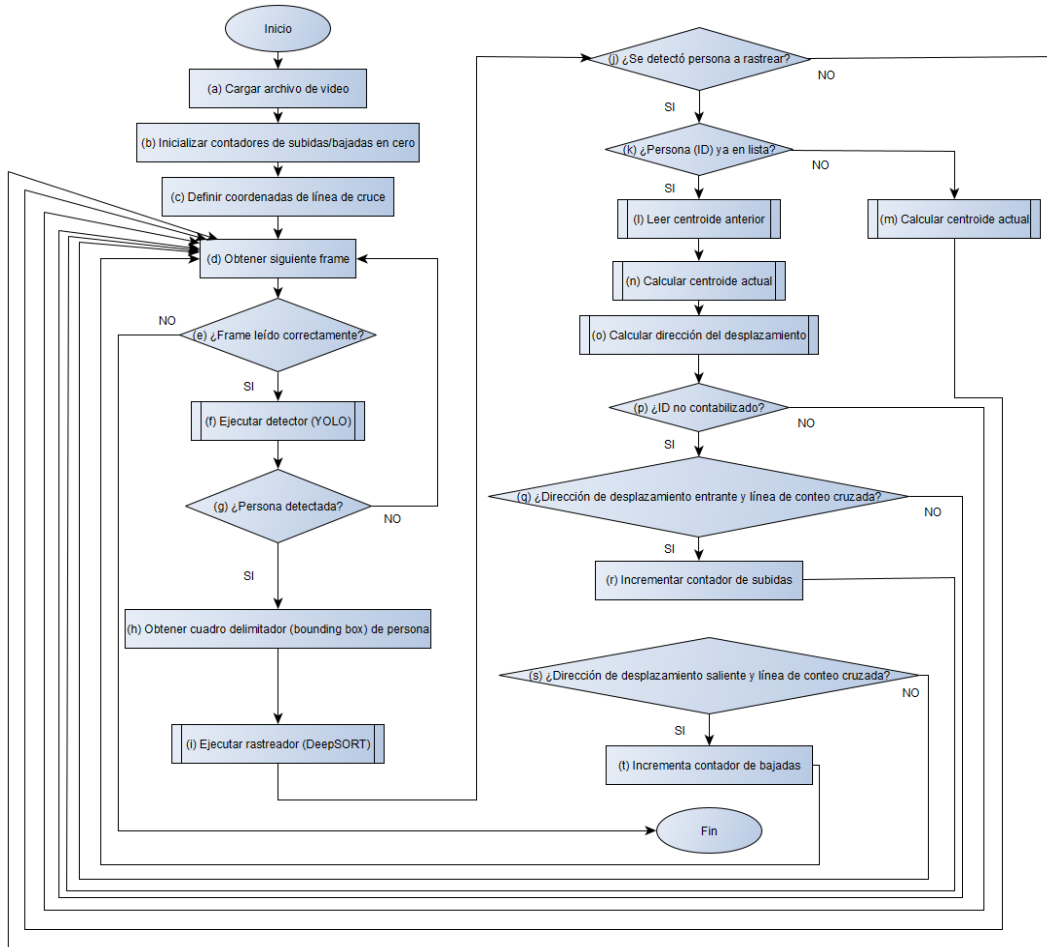 Inicio
(a) Cargar archivo de video
(b) Inicializar contadores de subidas/bajadas en cero
(c) Definir coordenadas de línea de cruce
(d) Obtener siguiente frame
NO
(e) ¿Frame leído correctamente?
SI
(f) Ejecutar detector (YOLO)
(g) ¿Persona detectada?
NO
SI
(h) Obtener cuadro delimitador (bounding box) de persona
(i) Ejecutar rastreador (DeepSORT)
(j) ¿Se detectó persona a rastrear?
NO
SI
(k) ¿Persona (ID) ya en lista?
NO
SI
(l) Leer centroide anterior
(m) Calcular centroide actual
(n) Calcular centroide actual
(o) Calcular dirección del desplazamiento
(p) ¿ID no contabilizado?
NO
SI
(q) ¿Dirección de desplazamiento entrante y línea de conteo cruzada?
NO
SI
(r) Incrementar contador de subidas
(s) ¿Dirección de desplazamiento saliente y línea de conteo cruzada?
NO
SI
(t) Incrementa contador de bajadas
Fin